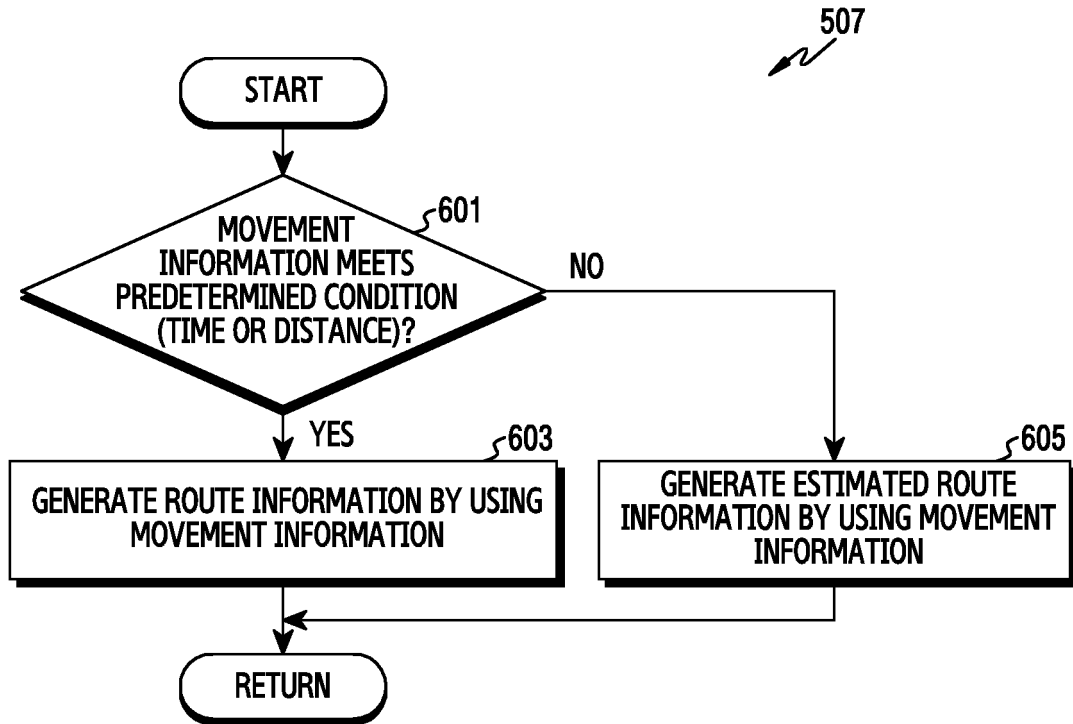 507
START
601
MOVEMENT
INFORMATION MEETS
PREDETERMINED CONDITION
(TIME OR DISTANCE)?
NO
YES
603
GENERATE ROUTE INFORMATION BY USING
MOVEMENT INFORMATION
605
GENERATE ESTIMATED ROUTE
INFORMATION BY USING MOVEMENT
INFORMATION
RETURN